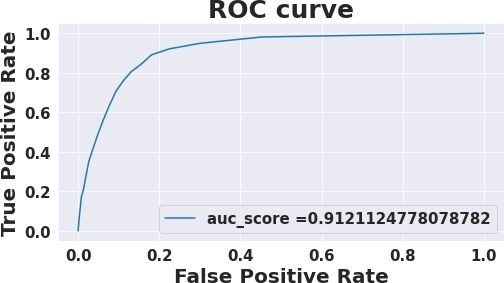 ROC curve
True Positive Rate
1.0
0.8
0.6
0.4
0.2
0.0
auc_score =0.9121124778078782
0.0 0.2 0.4 0.6 0.8 1.0
False Positive Rate